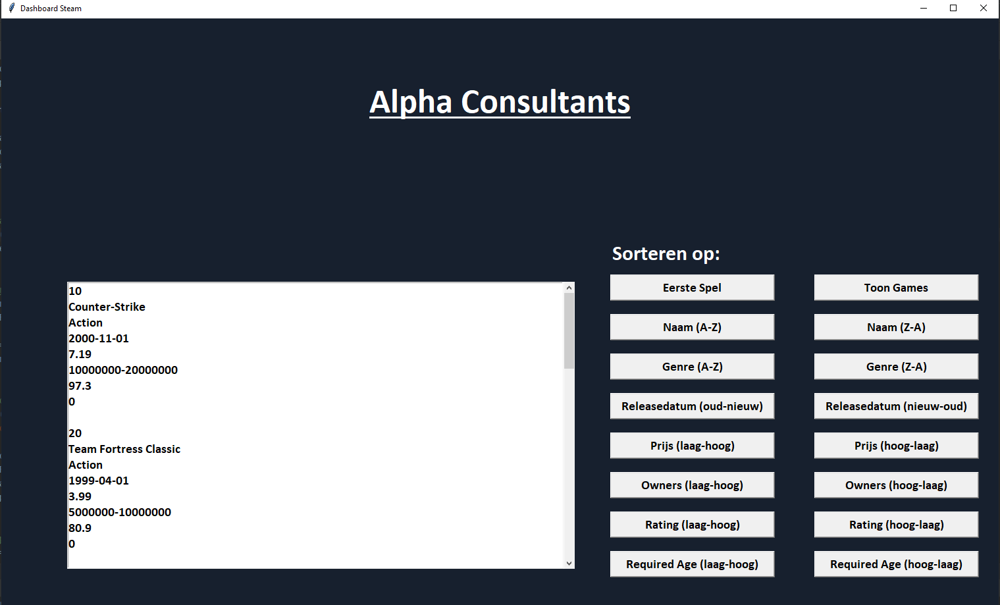 Dashboard Steam
Alpha Consultants
Sorteren op:
10
Counter-Strike
Action
2000-11-01
7.19
10000000-20000000
97.3
0
20
Team Fortress Classic
Action
1999-04-01
3.99
5000000-10000000
80.9
0
Eerste Spel
Toon Games
Naam (A-Z)
Naam (Z-A)
Genre (A-Z)
Genre (Z-A)
Releasedatum (oud-nieuw)
Releasedatum (nieuw-oud)
Prijs (laag-hoog)
Prijs (hoog-laag)
Owners (laag-hoog)
Owners (hoog-laag)
Rating (laag-hoog)
Rating (hoog-laag)
Required Age (laag-hoog)
Required Age (hoog-laag)